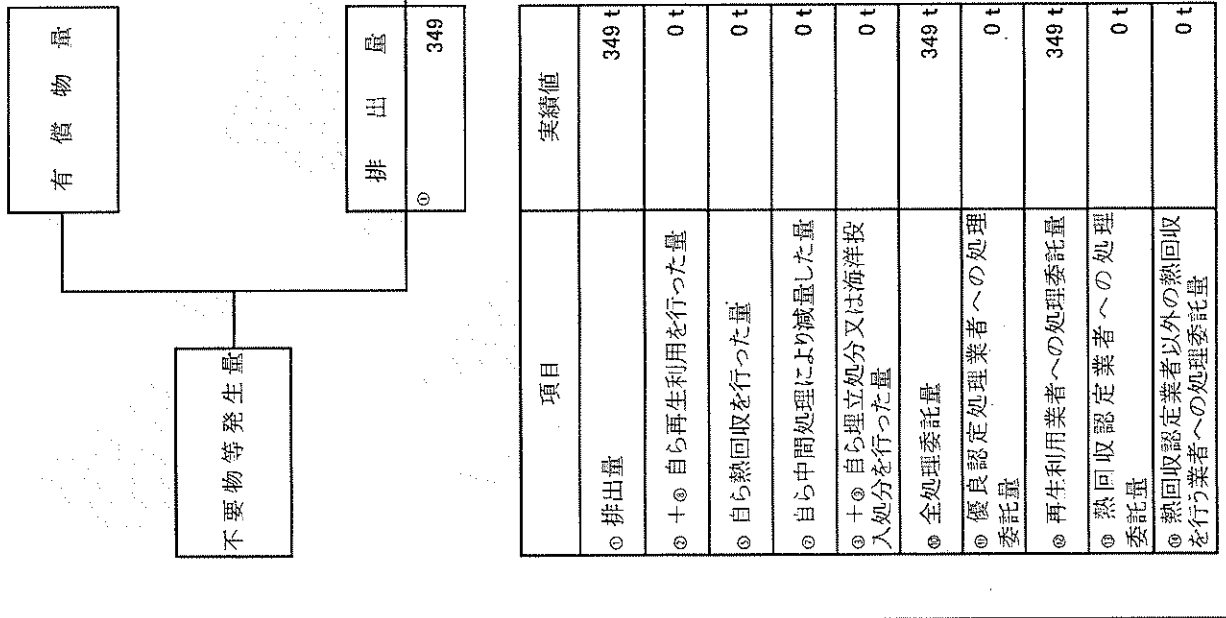 不要物等発生量
有償物量
排出量
① 349
項目 実績値
① 排出量 349 t
② +⑧ 自ら再生利用を行った量 0 t
⑤ 自ら熱回収を行った量 0 t
⑦ 自ら中間処理により減量した量 0 t
③ +⑨ 自ら埋立処分又は海洋投
入処分を行った量 0 t
⑩ 全処理委託量 349 t
⑪ 優良認定処理業者への処理
委託量 0 t
⑫ 再生利用業者への処理委託量 349 t
⑬ 熱回収認定業者への処理
委託量 0 t
⑭ 熱回収認定業者以外の熱回収
を行う業者への処理委託量 0 t